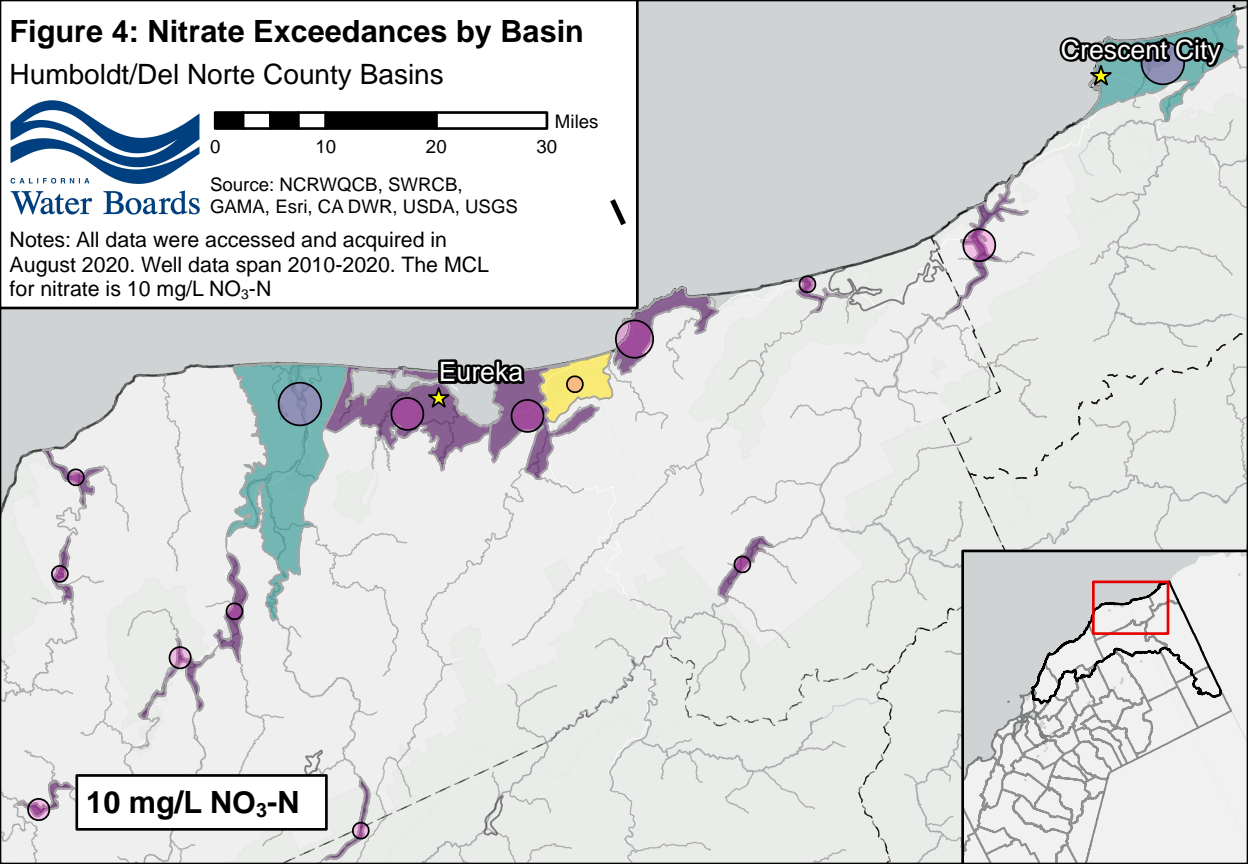 Figure 4: Nitrate Exceedances by Basin
Humboldt/Del Norte County Basins
Miles
0 10 20 30
CALIFORNIA
Water Boards
Source: NCRWQCB, SWRCB,
GAMA, Esri, CA DWR, USDA, USGS
Notes: All data were accessed and acquired in
August 2020. Well data span 2010-2020. The MCL
for nitrate is 10 mg/L NO₃-N
Crescent City
Eureka
10 mg/L NO₃-N